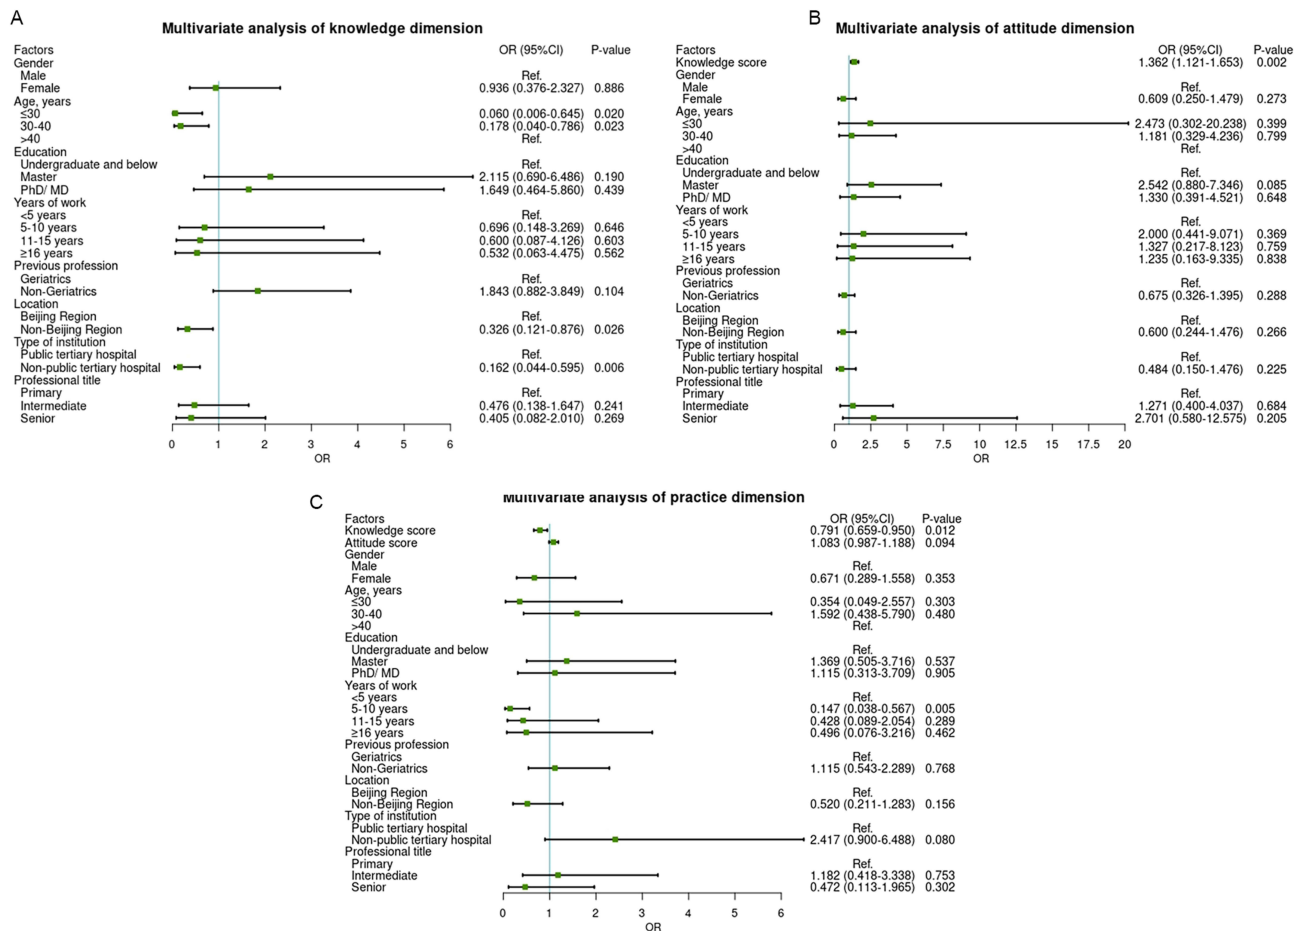 A
Multivariate analysis of knowledge dimension
Factors OR (95%CI) P-value
Gender
Male Ref.
Female 0.936 (0.376-2.327) 0.886
Age, years
≤30 0.060 (0.006-0.645) 0.020
30-40 0.178 (0.040-0.786) 0.023
>40 Ref.
Education
Undergraduate and below Ref.
Master 2.115 (0.690-6.486) 0.190
PhD/ MD 1.649 (0.464-5.860) 0.439
Years of work
<5 years Ref.
5-10 years 0.696 (0.148-3.269) 0.646
11-15 years 0.600 (0.087-4.126) 0.603
≥16 years 0.532 (0.063-4.475) 0.562
Previous profession
Geriatrics Ref.
Non-Geriatrics 1.843 (0.882-3.849) 0.104
Location
Beijing Region Ref.
Non-Beijing Region 0.326 (0.121-0.876) 0.026
Type of institution
Public tertiary hospital Ref.
Non-public tertiary hospital 0.162 (0.044-0.595) 0.006
Professional title
Primary Ref.
Intermediate 0.476 (0.138-1.647) 0.241
Senior 0.405 (0.082-2.010) 0.269
0 1 2 3 4 5 6
OR
B
Multivariate analysis of attitude dimension
Factors OR (95%CI) P-value
Knowledge score 1.362 (1.121-1.653) 0.002
Gender
Male Ref.
Female 0.609 (0.250-1.479) 0.273
Age, years
≤30 2.473 (0.302-20.238) 0.399
30-40 1.181 (0.329-4.236) 0.799
>40 Ref.
Education
Undergraduate and below Ref.
Master 2.542 (0.880-7.346) 0.085
PhD/ MD 1.330 (0.391-4.521) 0.648
Years of work
<5 years Ref.
5-10 years 2.000 (0.441-9.071) 0.369
11-15 years 1.327 (0.217-8.123) 0.759
≥16 years 1.235 (0.163-9.335) 0.838
Previous profession
Geriatrics Ref.
Non-Geriatrics 0.675 (0.326-1.395) 0.288
Location
Beijing Region Ref.
Non-Beijing Region 0.600 (0.244-1.476) 0.266
Type of institution
Public tertiary hospital Ref.
Non-public tertiary hospital 0.484 (0.150-1.476) 0.225
Professional title
Primary Ref.
Intermediate 1.271 (0.400-4.037) 0.684
Senior 2.701 (0.580-12.575) 0.205
0 2.5 5 7.5 10 12.5 15 17.5 20
OR
C
Multivariate analysis of practice dimension
Factors OR (95%CI) P-value
Knowledge score 0.791 (0.659-0.950) 0.012
Attitude score 1.083 (0.987-1.188) 0.094
Gender
Male Ref.
Female 0.671 (0.289-1.558) 0.353
Age, years
≤30 0.354 (0.049-2.557) 0.303
30-40 1.592 (0.438-5.790) 0.480
>40 Ref.
Education
Undergraduate and below Ref.
Master 1.369 (0.505-3.716) 0.537
PhD/ MD 1.115 (0.313-3.709) 0.905
Years of work
<5 years Ref.
5-10 years 0.147 (0.038-0.567) 0.005
11-15 years 0.428 (0.089-2.054) 0.289
≥16 years 0.496 (0.076-3.216) 0.462
Previous profession
Geriatrics Ref.
Non-Geriatrics 1.115 (0.543-2.289) 0.768
Location
Beijing Region Ref.
Non-Beijing Region 0.520 (0.211-1.283) 0.156
Type of institution
Public tertiary hospital Ref.
Non-public tertiary hospital 2.417 (0.900-6.488) 0.080
Professional title
Primary Ref.
Intermediate 1.182 (0.418-3.338) 0.753
Senior 0.472 (0.113-1.965) 0.302
0 1 2 3 4 5 6
OR